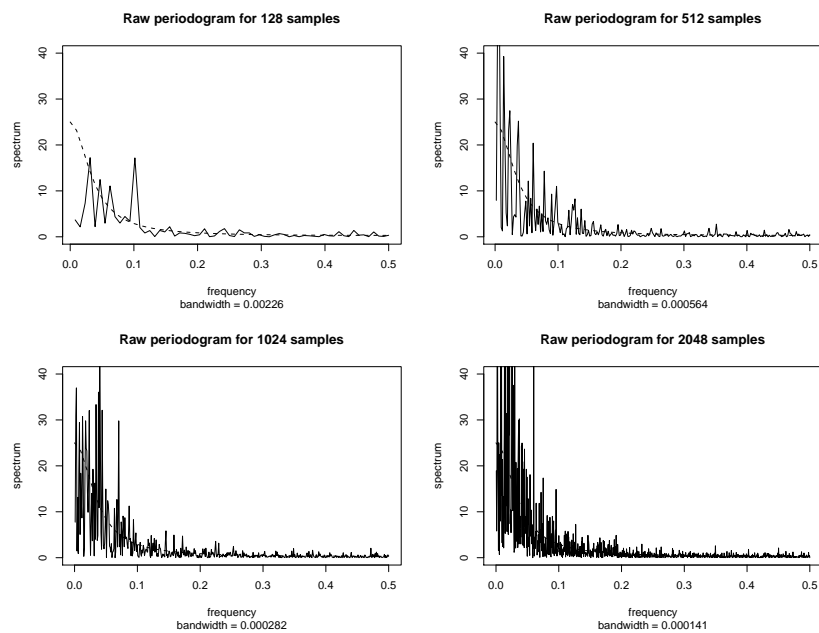 Raw periodogram for 128 samples
spectrum
40
30
20
10
0
0.0 0.1 0.2 0.3 0.4 0.5
frequency
bandwidth = 0.00226
Raw periodogram for 512 samples
spectrum
40
30
20
10
0
0.0 0.1 0.2 0.3 0.4 0.5
frequency
bandwidth = 0.000564
Raw periodogram for 1024 samples
spectrum
40
30
20
10
0
0.0 0.1 0.2 0.3 0.4 0.5
frequency
bandwidth = 0.000282
Raw periodogram for 2048 samples
spectrum
40
30
20
10
0
0.0 0.1 0.2 0.3 0.4 0.5
frequency
bandwidth = 0.000141